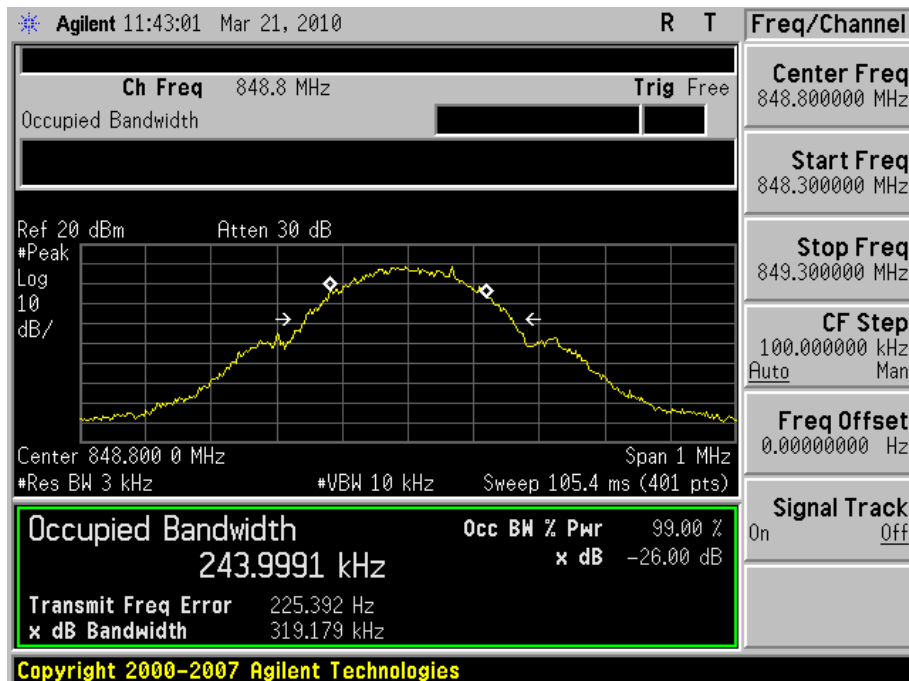 Agilent 11:43:01 Mar 21, 2010 R T
Freq/Channel
Ch Freq 848.8 MHz Trig Free
Occupied Bandwidth
Center Freq
848.800000 MHz
Start Freq
848.300000 MHz
Stop Freq
849.300000 MHz
CF Step
100.000000 kHz
Auto Man
Freq Offset
0.00000000 Hz
Signal Track
On Off
Ref 20 dBm Atten 30 dB
#Peak
Log
10
dB/
Center 848.800 0 MHz Span 1 MHz
#Res BW 3 kHz #VBW 10 kHz Sweep 105.4 ms (401 pts)
Occupied Bandwidth Occ BW % Pwr 99.00 %
243.9991 kHz x dB -26.00 dB
Transmit Freq Error 225.392 Hz
x dB Bandwidth 319.179 kHz
Copyright 2000-2007 Agilent Technologies